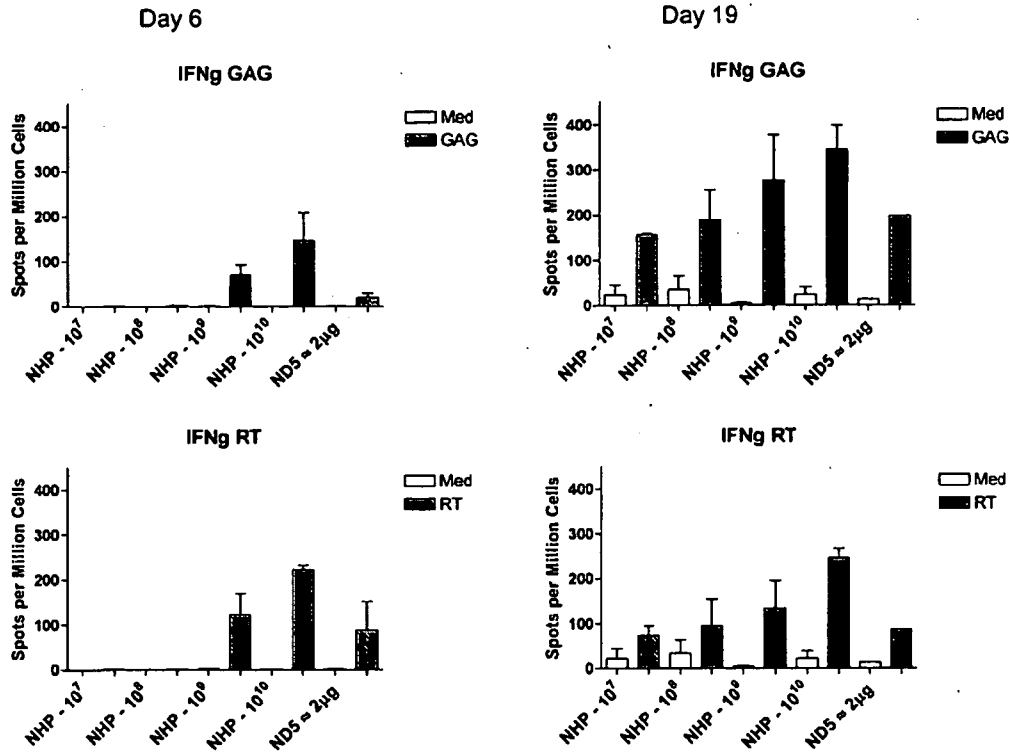 Day 6
IFNg GAG
Med
GAG
Spots per Million Cells
400
300
200
100
0
NHP - 10⁷
NHP - 10⁸
NHP - 10⁹
NHP - 10¹⁰
ND5 = 2µg
Day 19
IFNg GAG
Med
GAG
Spots per Million Cells
400
300
200
100
0
NHP - 10⁷
NHP - 10⁸
NHP - 10⁹
NHP - 10¹⁰
ND5 = 2µg
IFNg RT
Med
RT
Spots per Million Cells
400
300
200
100
0
NHP - 10⁷
NHP - 10⁸
NHP - 10⁹
NHP - 10¹⁰
ND5 = 2µg
IFNg RT
Med
RT
Spots per Million Cells
400
300
200
100
0
NHP - 10⁷
NHP - 10⁸
NHP - 10⁹
NHP - 10¹⁰
ND5 = 2µg